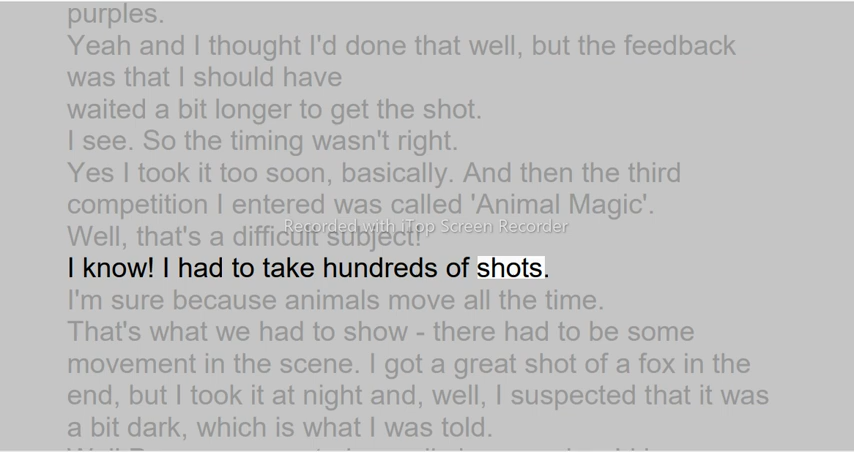 purples.
Yeah and I thought I'd done that well, but the feedback
was that I should have
waited a bit longer to get the shot.
I see. So the timing wasn't right.
Yes I took it too soon, basically. And then the third
competition I entered was called 'Animal Magic'.
Recorded with iTop Screen Recorder
Well, that's a difficult subject!
I know! I had to take hundreds of shots.
I'm sure because animals move all the time.
That's what we had to show - there had to be some
movement in the scene. I got a great shot of a fox in the
end, but I took it at night and, well, I suspected that it was
a bit dark, which is what I was told.